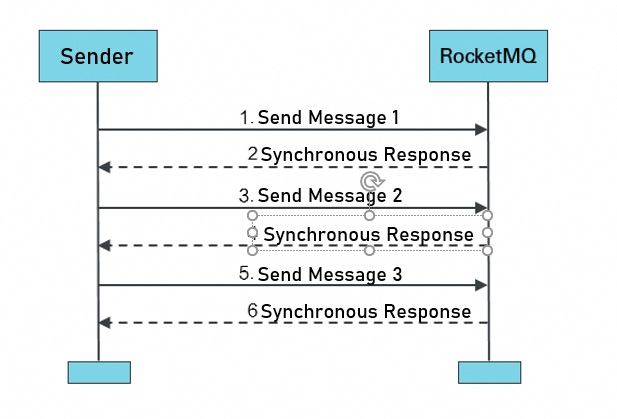 Sender
RocketMQ
1. Send Message 1
2 Synchronous Response
3. Send Message 2
Synchronous Response
5. Send Message 3
6 Synchronous Response